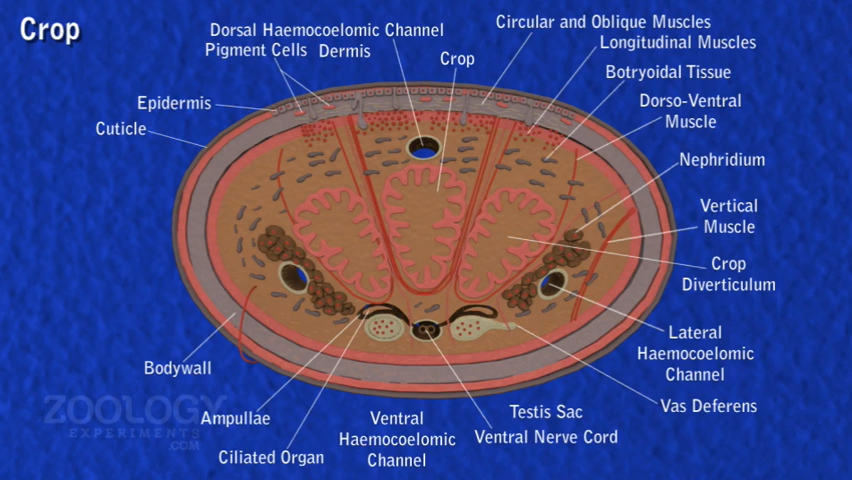 Crop
Dorsal Haemocoelomic Channel
Pigment Cells Dermis
Crop
Circular and Oblique Muscles
Longitudinal Muscles
Botryoidal Tissue
Dorso-Ventral
Muscle
Epidermis
Cuticle
Nephridium
Vertical
Muscle
Crop
Diverticulum
Lateral
Haemocoelomic
Channel
Bodywall
Vas Deferens
ZOOLOGY
EXPERIMENTS
.COM
Ampullae
Ciliated Organ
Ventral
Haemocoelomic
Channel
Testis Sac
Ventral Nerve Cord